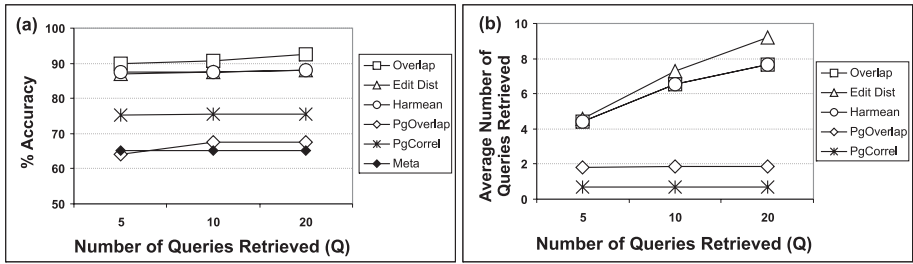 (a)
% Accuracy
100
90
80
70
60
50
5
10
20
Number of Queries Retrieved (Q)
Overlap
Edit Dist
Harmean
PgOverlap
PgCorrel
Meta
(b)
Average Number of
Queries Retrieved
10
8
6
4
2
0
5
10
20
Number of Queries Retrieved (Q)
Overlap
Edit Dist
Harmean
PgOverlap
PgCorrel